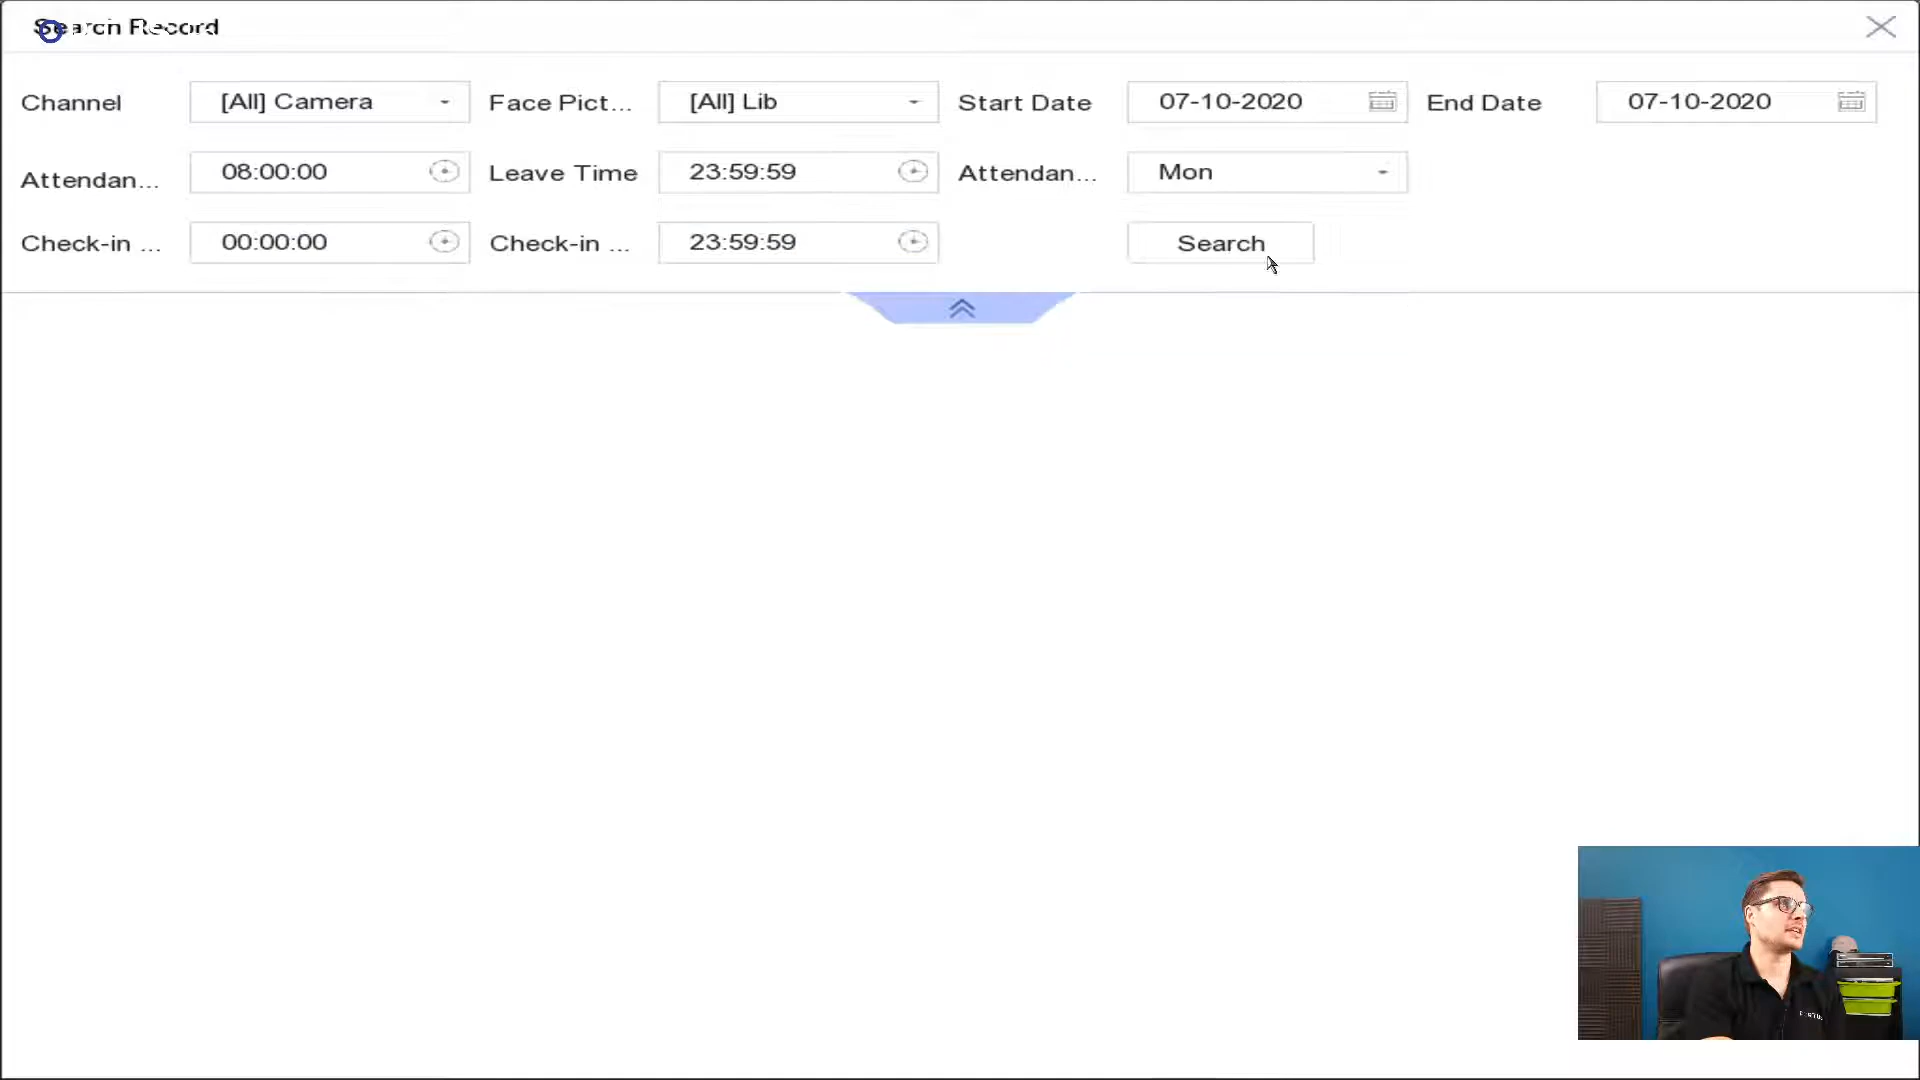 Search Record
Channel [All] Camera Face Pict... [All] Lib Start Date 07-10-2020 End Date 07-10-2020
Attendan... 08:00:00 Leave Time 23:59:59 Attendan... Mon
Check-in ... 00:00:00 Check-in ... 23:59:59 Search